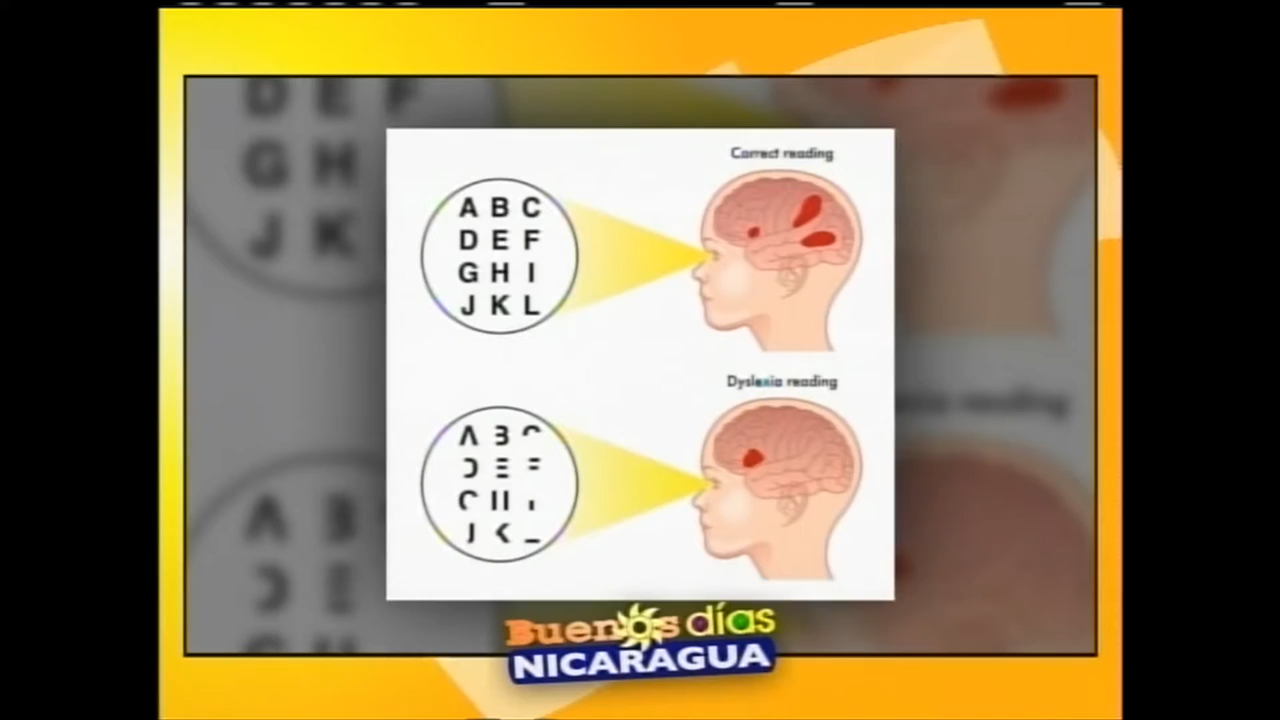 Correct reading
A B C
D E F
G H I
J K L
Dyslexia reading
Buenos días
NICARAGUA
D E F
G H
J K